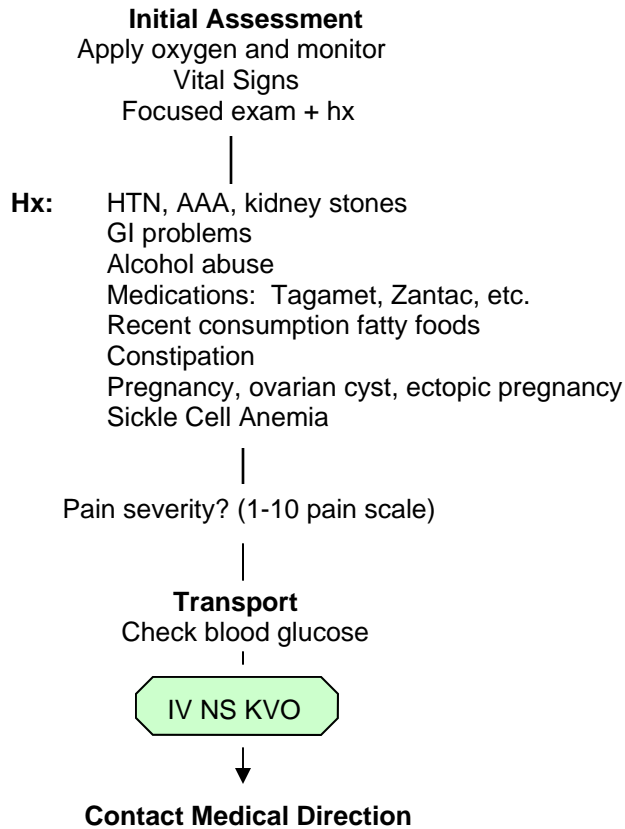 Initial Assessment
Apply oxygen and monitor
Vital Signs
Focused exam + hx
Hx: HTN, AAA, kidney stones
GI problems
Alcohol abuse
Medications: Tagamet, Zantac, etc.
Recent consumption fatty foods
Constipation
Pregnancy, ovarian cyst, ectopic pregnancy
Sickle Cell Anemia
Pain severity? (1-10 pain scale)
Transport
Check blood glucose
IV NS KVO
Contact Medical Direction